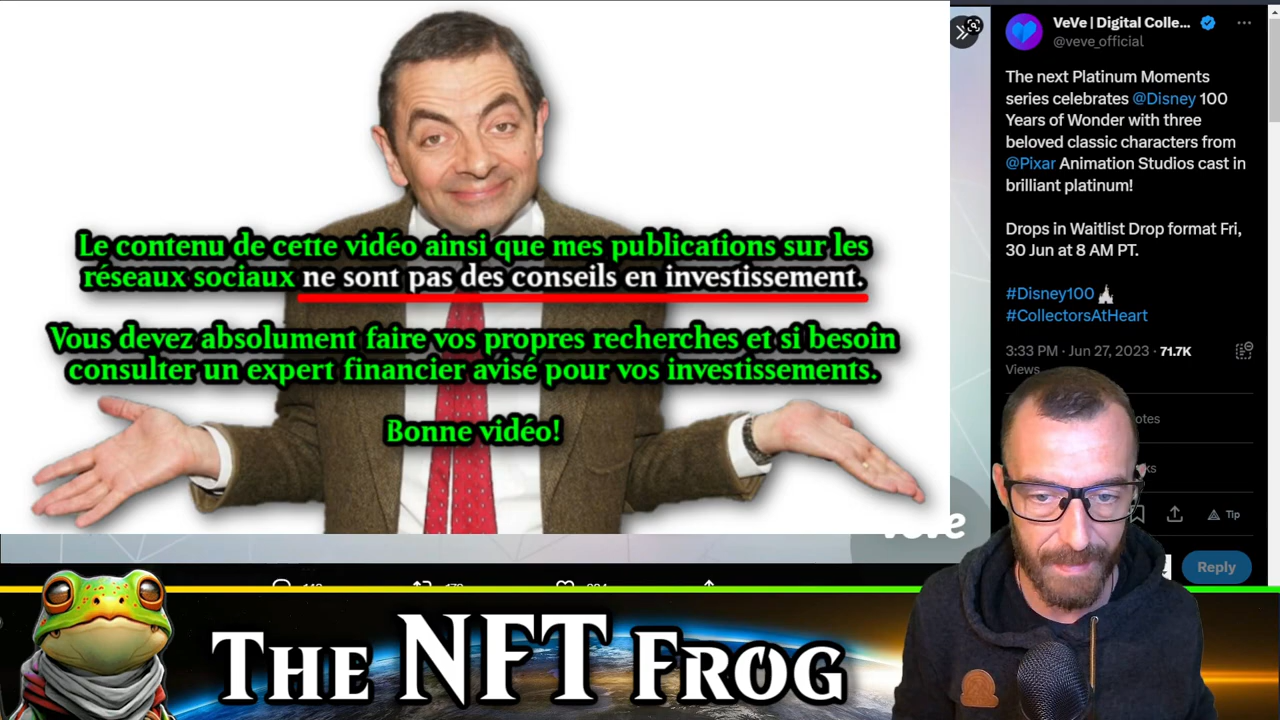 Le contenu de cette vidéo ainsi que mes publications sur les
réseaux sociaux ne sont pas des conseils en investissement.
Vous devez absolument faire vos propres recherches et si besoin
consulter un expert financier avisé pour vos investissements.
Bonne vidéo!
VeVe | Digital Colle...
@veve_official
The next Platinum Moments
series celebrates @Disney 100
Years of Wonder with three
beloved classic characters from
@Pixar Animation Studios cast in
brilliant platinum!
Drops in Waitlist Drop format Fri,
30 Jun at 8 AM PT.
#Disney100
#CollectorsAtHeart
3:33 PM · Jun 27, 2023 · 71.7K
Views
Tip
Reply
THE NFT FROG